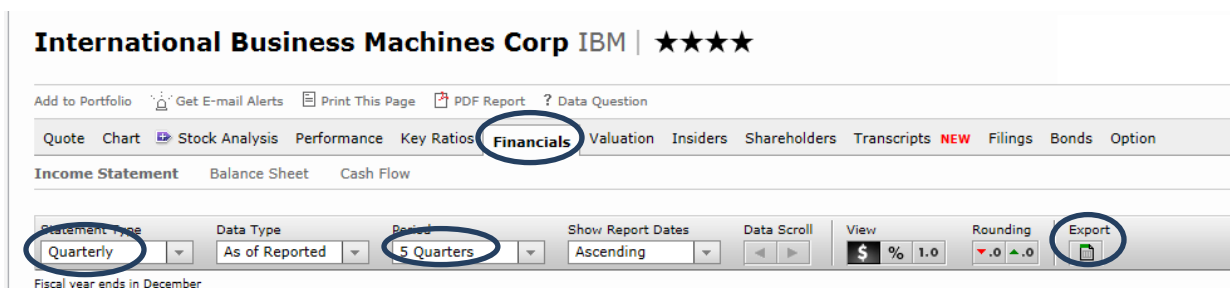 International Business Machines Corp IBM | ★★★★
Add to Portfolio Get E-mail Alerts Print This Page PDF Report ? Data Question
Quote Chart Stock Analysis Performance Key Ratios Financials Valuation Insiders Shareholders Transcripts NEW Filings Bonds Option
Income Statement Balance Sheet Cash Flow
Statement Type Data Type Period Show Report Dates Data Scroll View Rounding Export
Quarterly As of Reported 5 Quarters Ascending $ % 1.0 .0 .0
Fiscal year ends in December